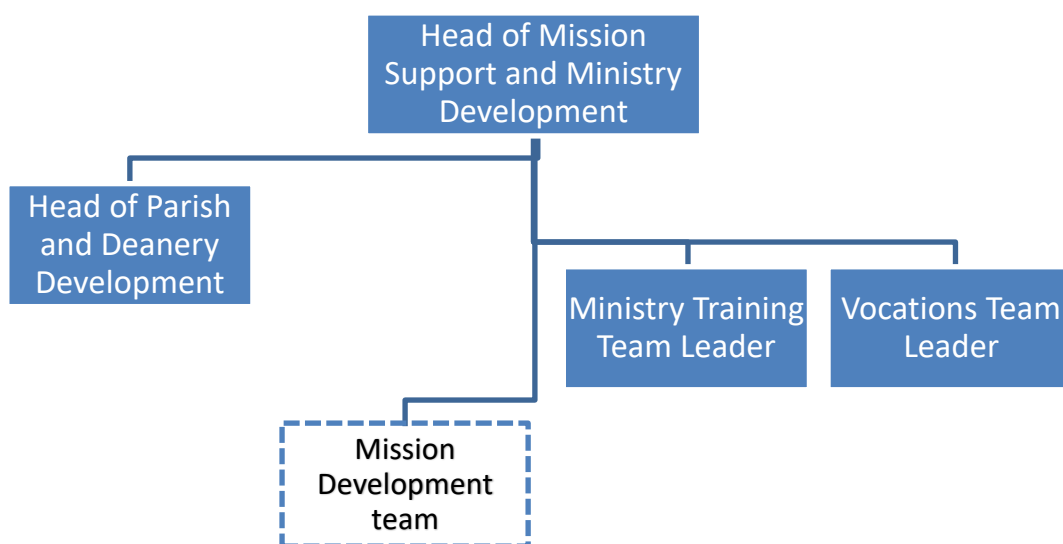 Head of Mission
Support and Ministry
Development
Head of Parish
and Deanery
Development
Ministry Training
Team Leader
Vocations Team
Leader
Mission
Development
team